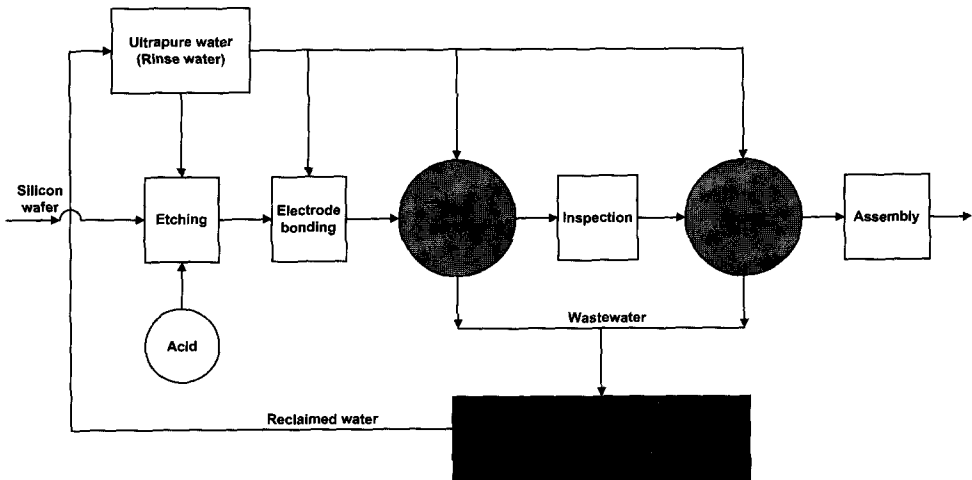 Ultrapure water
(Rinse water)
Silicon
wafer
Etching
Electrode
bonding
Inspection
Assembly
Wastewater
Acid
Reclaimed water